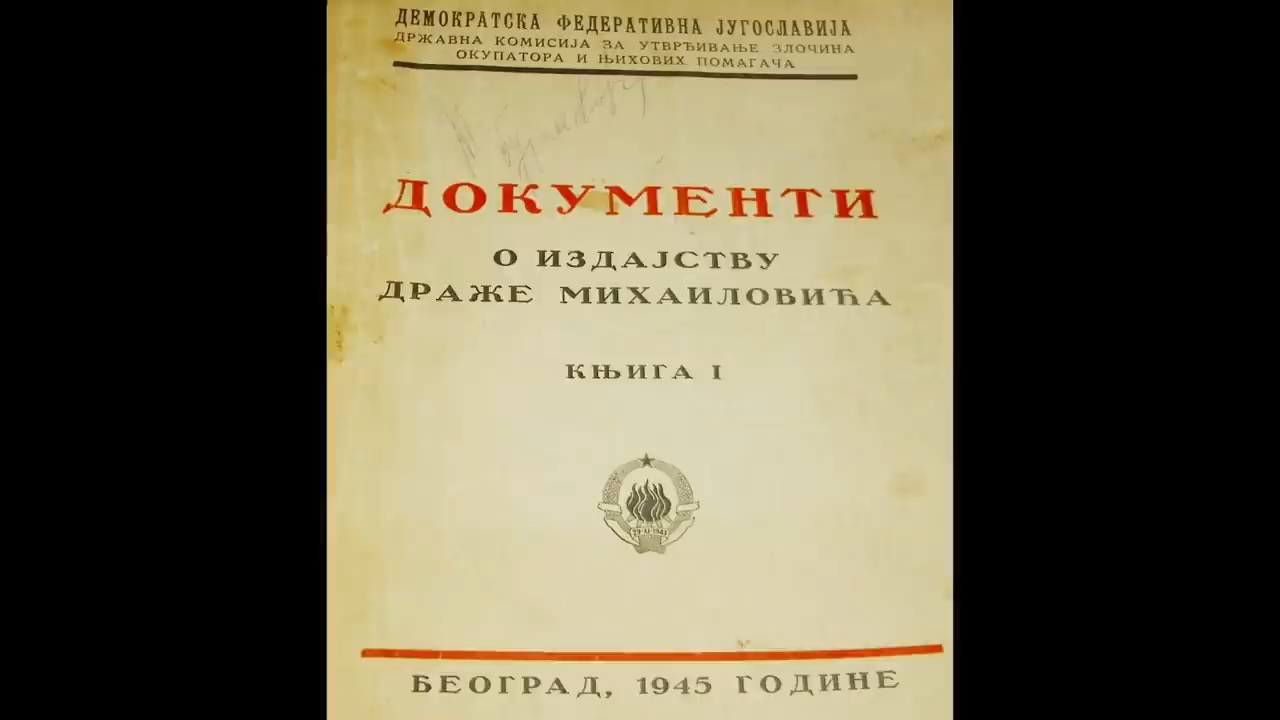 ДЕМОКРАТСКА ФЕДЕРАТИВНА ЈУГОСЛАВИЈА
ДРЖАВНА КОМИСИЈА ЗА УТВРЂИВАЊЕ ЗЛОЧИНА
ОКУПАТОРА И ЊИХОВИХ ПОМАГАЧА
ДОКУМЕНТИ
О ИЗДАЈСТВУ
ДРАЖЕ МИХАИЛОВИЋА
КЊИГА I
БЕОГРАД, 1945 ГОДИНЕ